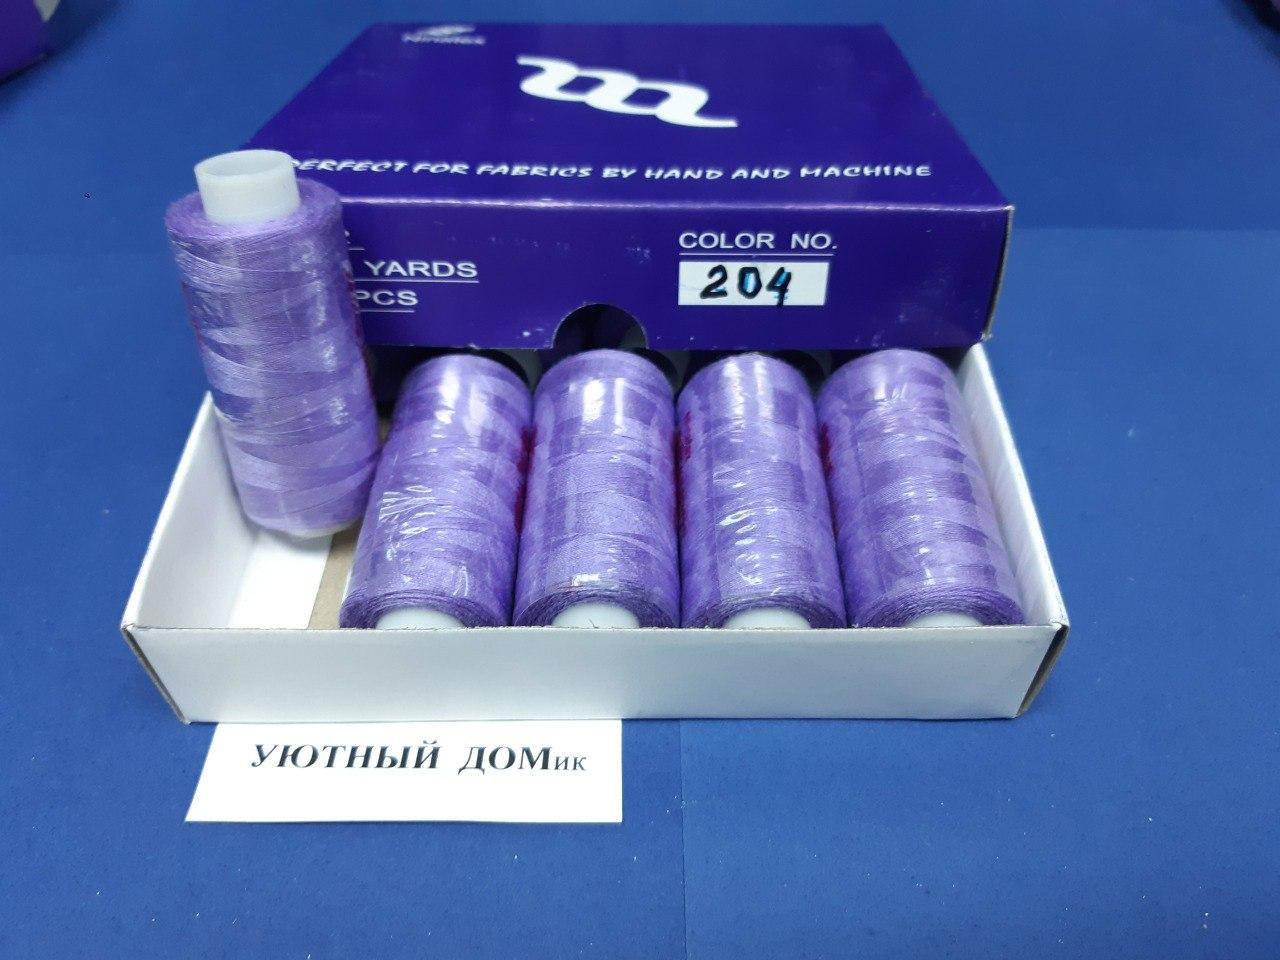 PERFECT FOR FABRICS BY HAND AND MACHINE
COLOR NO.
204
YARDS
PCS
УЮТНЫЙ ДОМик